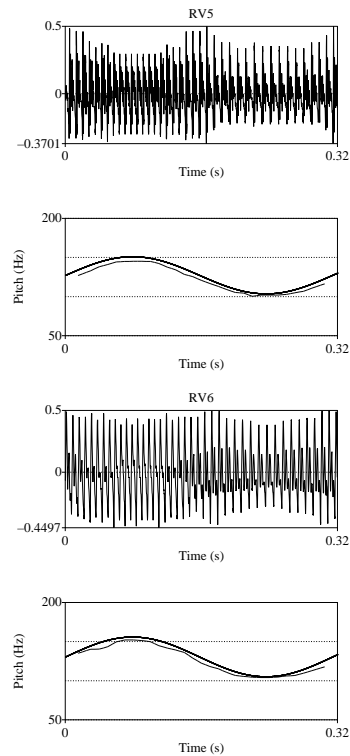 RV5
0.5
0
–0.3701
0
0.32
Time (s)
200
Pitch (Hz)
50
0
0.32
Time (s)
RV6
0.5
0
–0.4497
0
0.32
Time (s)
200
Pitch (Hz)
50
0
0.32
Time (s)